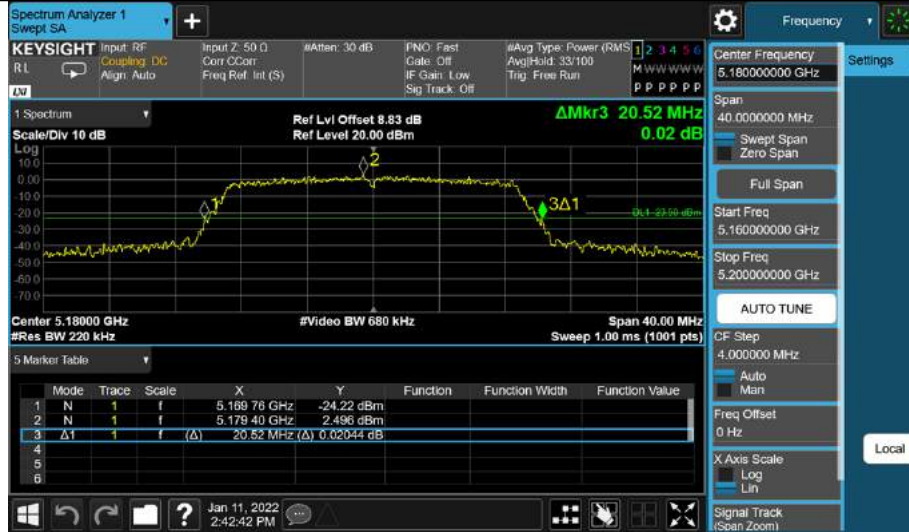 Spectrum Analyzer 1
Swept SA
+
Frequency
KEYSIGHT
RL
LXI
Input: RF
Coupling: DC
Align: Auto
Input Z: 50 Ω
Corr CCorr
Freq Ref: Int (S)
#Atten: 30 dB
PNO: Fast
Gate: Off
IF Gain: Low
Sig Track: Off
#Avg Type: Power (RMS
Avg|Hold: 33/100
Trig: Free Run
1 2 3 4 5 6
M W W W W W
P P P P P P
1 Spectrum
Scale/Div 10 dB
Ref Lvl Offset 8.83 dB
Ref Level 20.00 dBm
ΔMkr3 20.52 MHz
0.02 dB
Log
10.0
0.00
-10.0
-20.0
-30.0
-40.0
-50.0
-60.0
-70.0
1
2
3Δ1
DL1 -23.50 dBm
Center 5.18000 GHz
#Video BW 680 kHz
Span 40.00 MHz
#Res BW 220 kHz
Sweep 1.00 ms (1001 pts)
5 Marker Table
Mode Trace Scale X Y Function Function Width Function Value
1 N 1 f 5.169 76 GHz -24.22 dBm
2 N 1 f 5.179 40 GHz 2.496 dBm
3 Δ1 1 f (Δ) 20.52 MHz (Δ) 0.02044 dB
4
5
6
?
Jan 11, 2022
2:42:42 PM
Center Frequency
5.180000000 GHz
Span
40.0000000 MHz
Swept Span
Zero Span
Full Span
Start Freq
5.160000000 GHz
Stop Freq
5.200000000 GHz
AUTO TUNE
CF Step
4.000000 MHz
Auto
Man
Freq Offset
0 Hz
X Axis Scale
Log
Lin
Signal Track
(Span Zoom)
Settings
Local